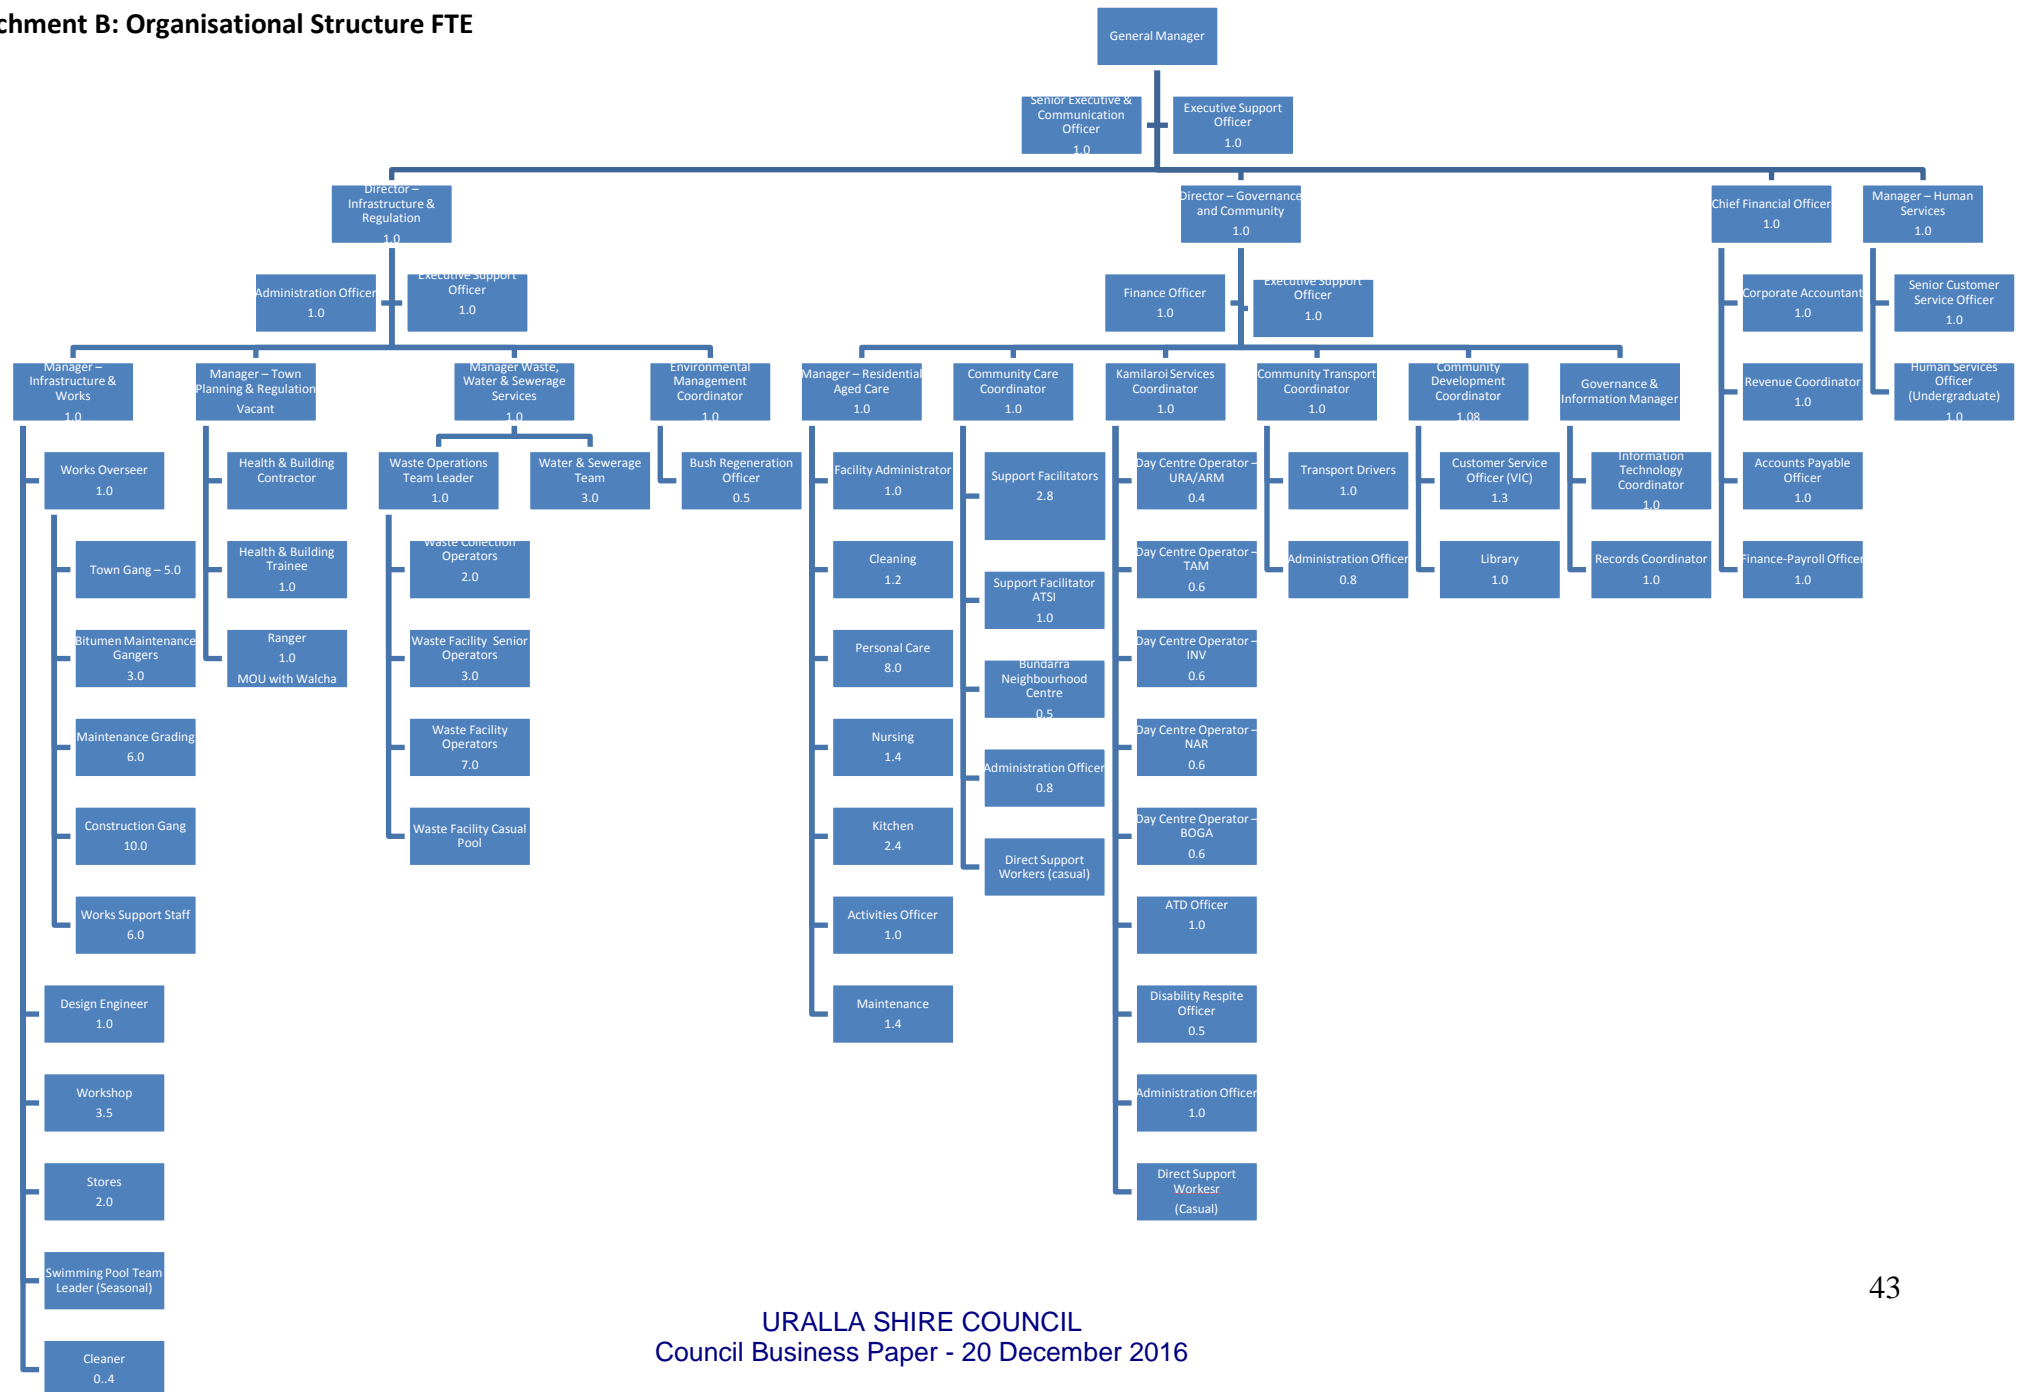 chment B: Organisational Structure FTE
General Manager
Senior Executive &
Communication
Officer
1.0
Executive Support
Officer
1.0
Director –
Infrastructure &
Regulation
1.0
Director – Governance
and Community
1.0
Chief Financial Officer
1.0
Manager – Human
Services
1.0
Administration Officer
1.0
Executive Support
Officer
1.0
Finance Officer
1.0
Executive Support
Officer
1.0
Corporate Accountant
1.0
Senior Customer
Service Officer
1.0
Manager –
Infrastructure &
Works
1.0
Manager – Town
Planning & Regulation
Vacant
Manager Waste,
Water & Sewerage
Services
1.0
Environmental
Management
Coordinator
1.0
Manager – Residential
Aged Care
1.0
Community Care
Coordinator
1.0
Kamilaroi Services
Coordinator
1.0
Community Transport
Coordinator
1.0
Community
Development
Coordinator
1.08
Governance &
Information Manager
Revenue Coordinator
1.0
Human Services
Officer
(Undergraduate)
1.0
Works Overseer
1.0
Health & Building
Contractor
Waste Operations
Team Leader
1.0
Water & Sewerage
Team
3.0
Bush Regeneration
Officer
0.5
Facility Administrator
1.0
Support Facilitators
2.8
Day Centre Operator –
URA/ARM
0.4
Transport Drivers
1.0
Customer Service
Officer (VIC)
1.3
Information
Technology
Coordinator
1.0
Accounts Payable
Officer
1.0
Town Gang – 5.0
Health & Building
Trainee
1.0
Waste Collection
Operators
2.0
Cleaning
1.2
Support Facilitator
ATSI
1.0
Day Centre Operator –
TAM
0.6
Administration Officer
0.8
Library
1.0
Records Coordinator
1.0
Finance-Payroll Officer
1.0
Bitumen Maintenance
Gangers
3.0
Ranger
1.0
MOU with Walcha
Waste Facility Senior
Operators
3.0
Personal Care
8.0
Bundarra
Neighbourhood
Centre
0.5
Day Centre Operator –
INV
0.6
Maintenance Grading
6.0
Waste Facility
Operators
7.0
Nursing
1.4
Administration Officer
0.8
Day Centre Operator –
NAR
0.6
Construction Gang
10.0
Waste Facility Casual
Pool
Kitchen
2.4
Direct Support
Workers (casual)
Day Centre Operator –
BOGA
0.6
Works Support Staff
6.0
Activities Officer
1.0
ATD Officer
1.0
Design Engineer
1.0
Maintenance
1.4
Disability Respite
Officer
0.5
Workshop
3.5
Administration Officer
1.0
Stores
2.0
Direct Support
Workesr
(Casual)
Swimming Pool Team
Leader (Seasonal)
Cleaner
0..4
43
URALLA SHIRE COUNCIL
Council Business Paper - 20 December 2016